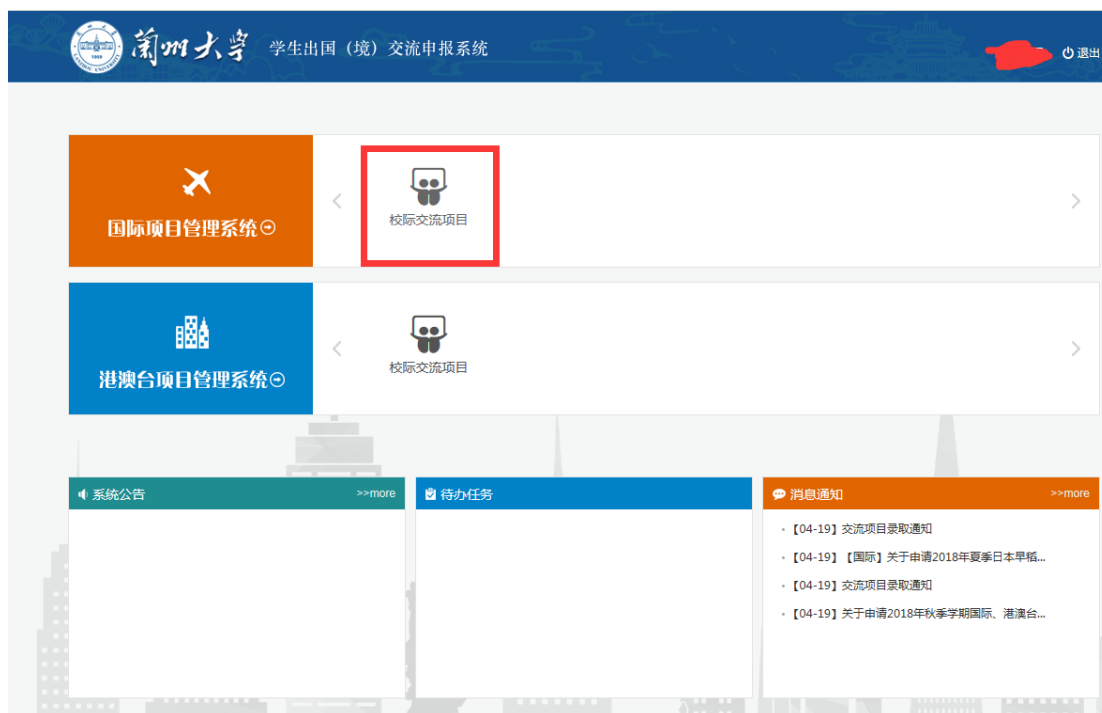 兰州大学 学生出国（境）交流申报系统
退出
国际项目管理系统
校际交流项目
港澳台项目管理系统
校际交流项目
系统公告 >>more
待办任务
消息通知 >>more
【04-19】交流项目录取通知
【04-19】【国际】关于申请2018年夏季日本早稻...
【04-19】交流项目录取通知
【04-19】关于申请2018年秋季学期国际、港澳台...